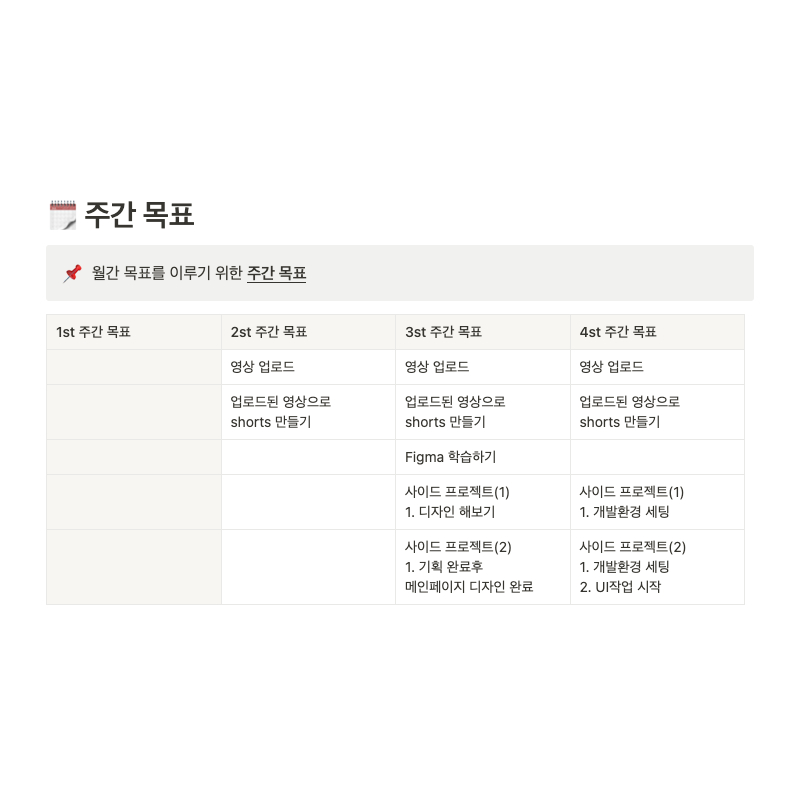 주간 목표
월간 목표를 이루기 위한 주간 목표
1st 주간 목표 2st 주간 목표 3st 주간 목표 4st 주간 목표
영상 업로드 영상 업로드 영상 업로드
업로드된 영상으로 업로드된 영상으로 업로드된 영상으로
shorts 만들기 shorts 만들기 shorts 만들기
Figma 학습하기
사이드 프로젝트(1) 사이드 프로젝트(1)
1. 디자인 해보기 1. 개발환경 세팅
사이드 프로젝트(2) 사이드 프로젝트(2)
1. 기획 완료후 1. 개발환경 세팅
메인페이지 디자인 완료 2. UI작업 시작